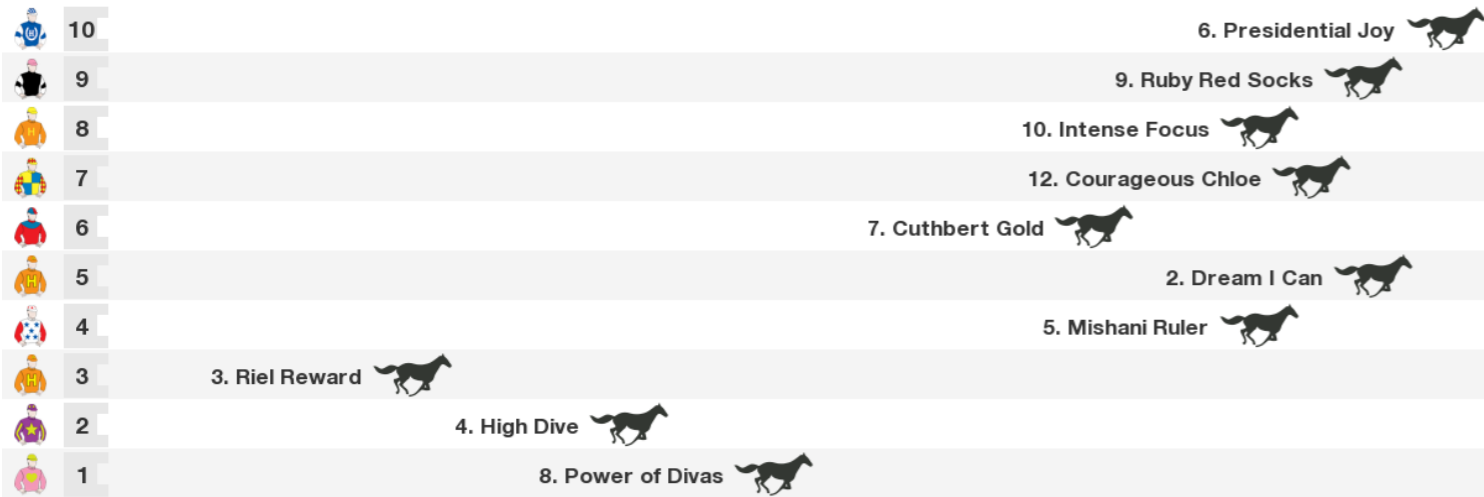 10 6. Presidential Joy
9 9. Ruby Red Socks
H 8 10. Intense Focus
7 12. Courageous Chloe
6 7. Cuthbert Gold
H 5 2. Dream I Can
4 5. Mishani Ruler
H 3 3. Riel Reward
2 4. High Dive
1 8. Power of Divas